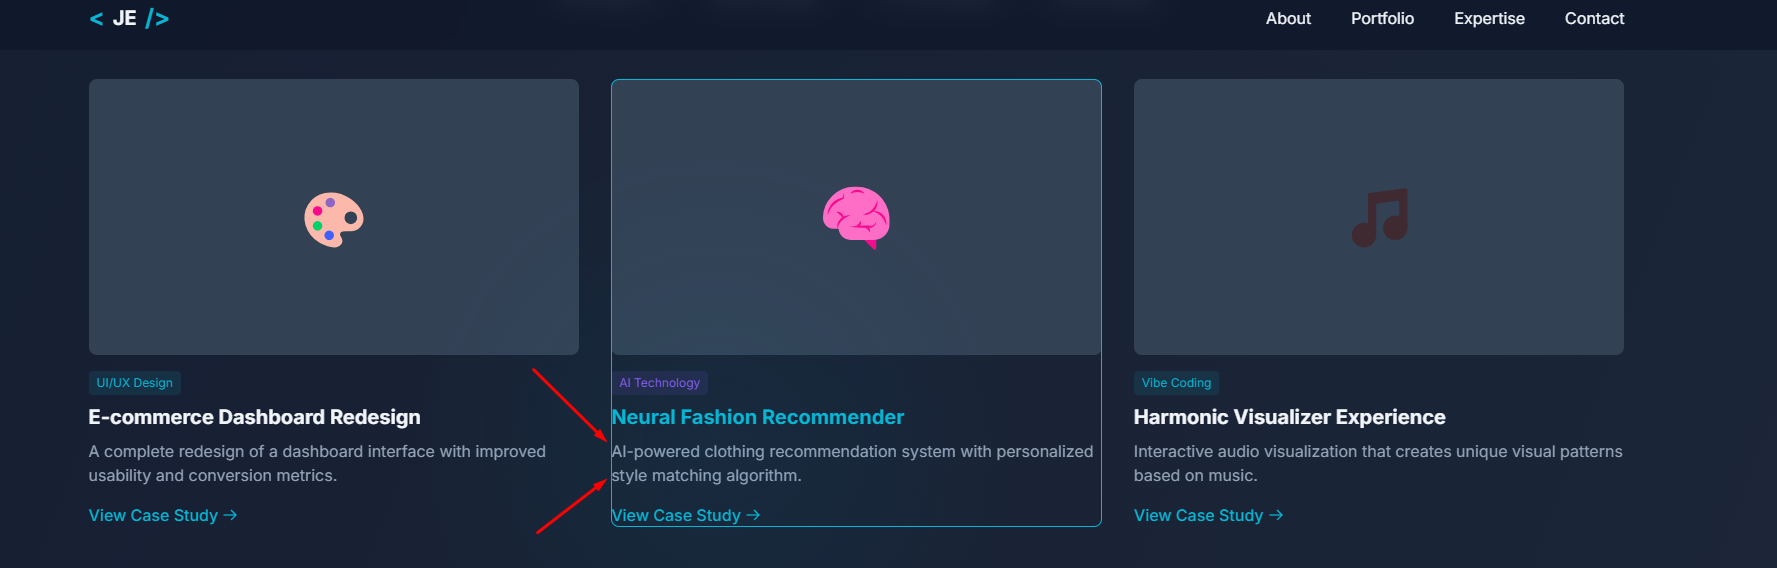 < JE />
About
Portfolio
Expertise
Contact
UI/UX Design
E-commerce Dashboard Redesign
A complete redesign of a dashboard interface with improved
usability and conversion metrics.
View Case Study →
AI Technology
Neural Fashion Recommender
AI-powered clothing recommendation system with personalized
style matching algorithm.
View Case Study →
Vibe Coding
Harmonic Visualizer Experience
Interactive audio visualization that creates unique visual patterns
based on music.
View Case Study →